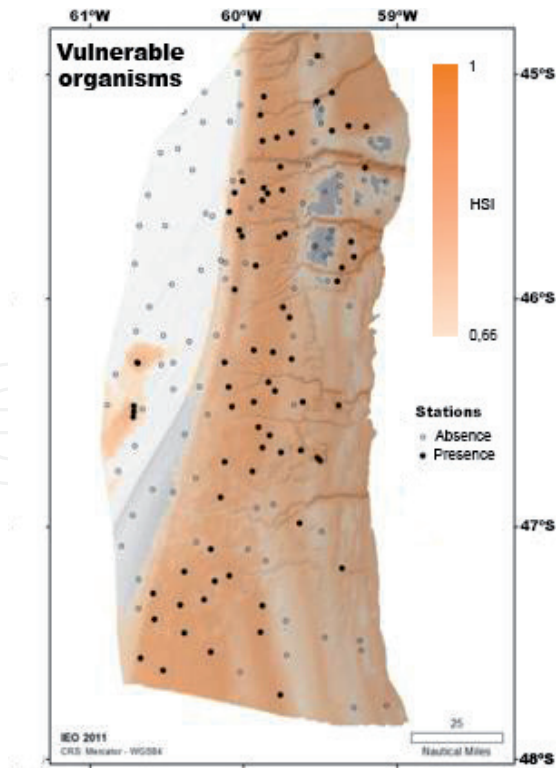 61°W 60°W 59°W
Vulnerable
organisms
45°S
1
HSI
0,66
46°S
Stations
Absence
Presence
47°S
25
IEO 2011
CRS Mercator - WGS84
Nautical Miles
48°S